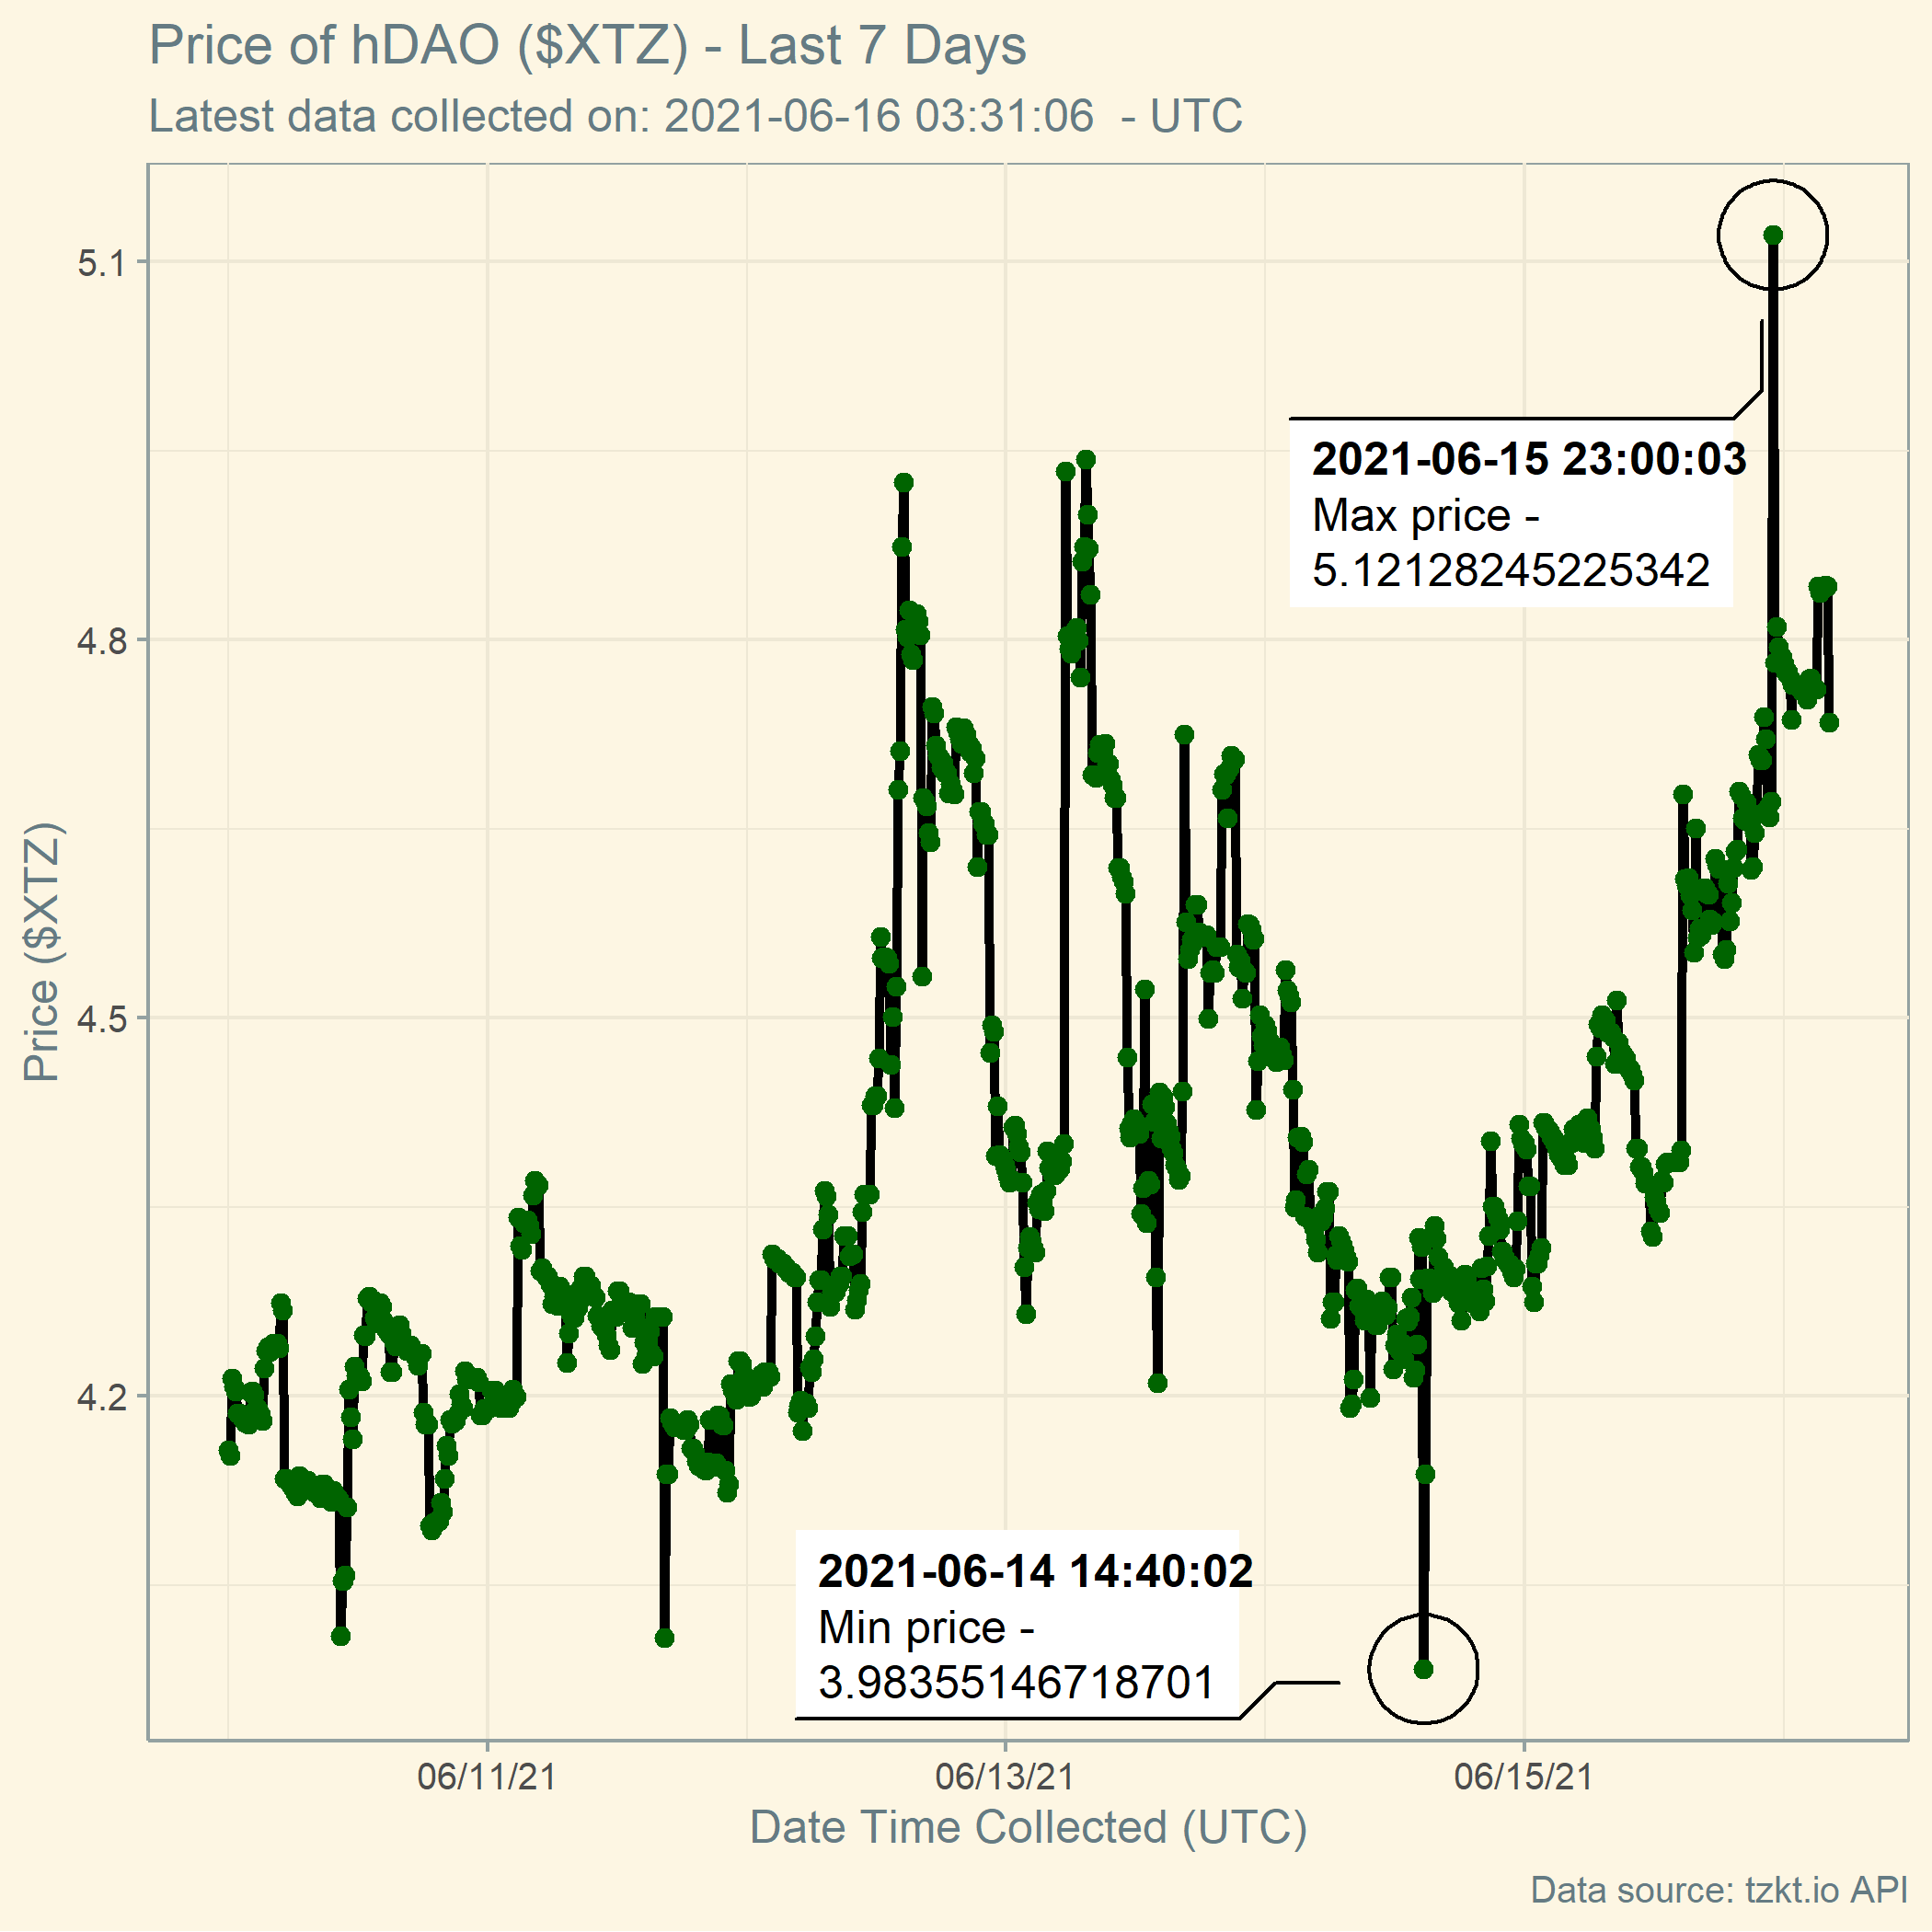 Price of hDAO ($XTZ) - Last 7 Days
Latest data collected on: 2021-06-16 03:31:06  - UTC
5.1
4.8
4.5
4.2
Price ($XTZ)
2021-06-15 23:00:03
Max price -
5.12128245225342
2021-06-14 14:40:02
Min price -
3.98355146718701
06/11/21
06/13/21
06/15/21
Date Time Collected (UTC)
Data source: tzkt.io API